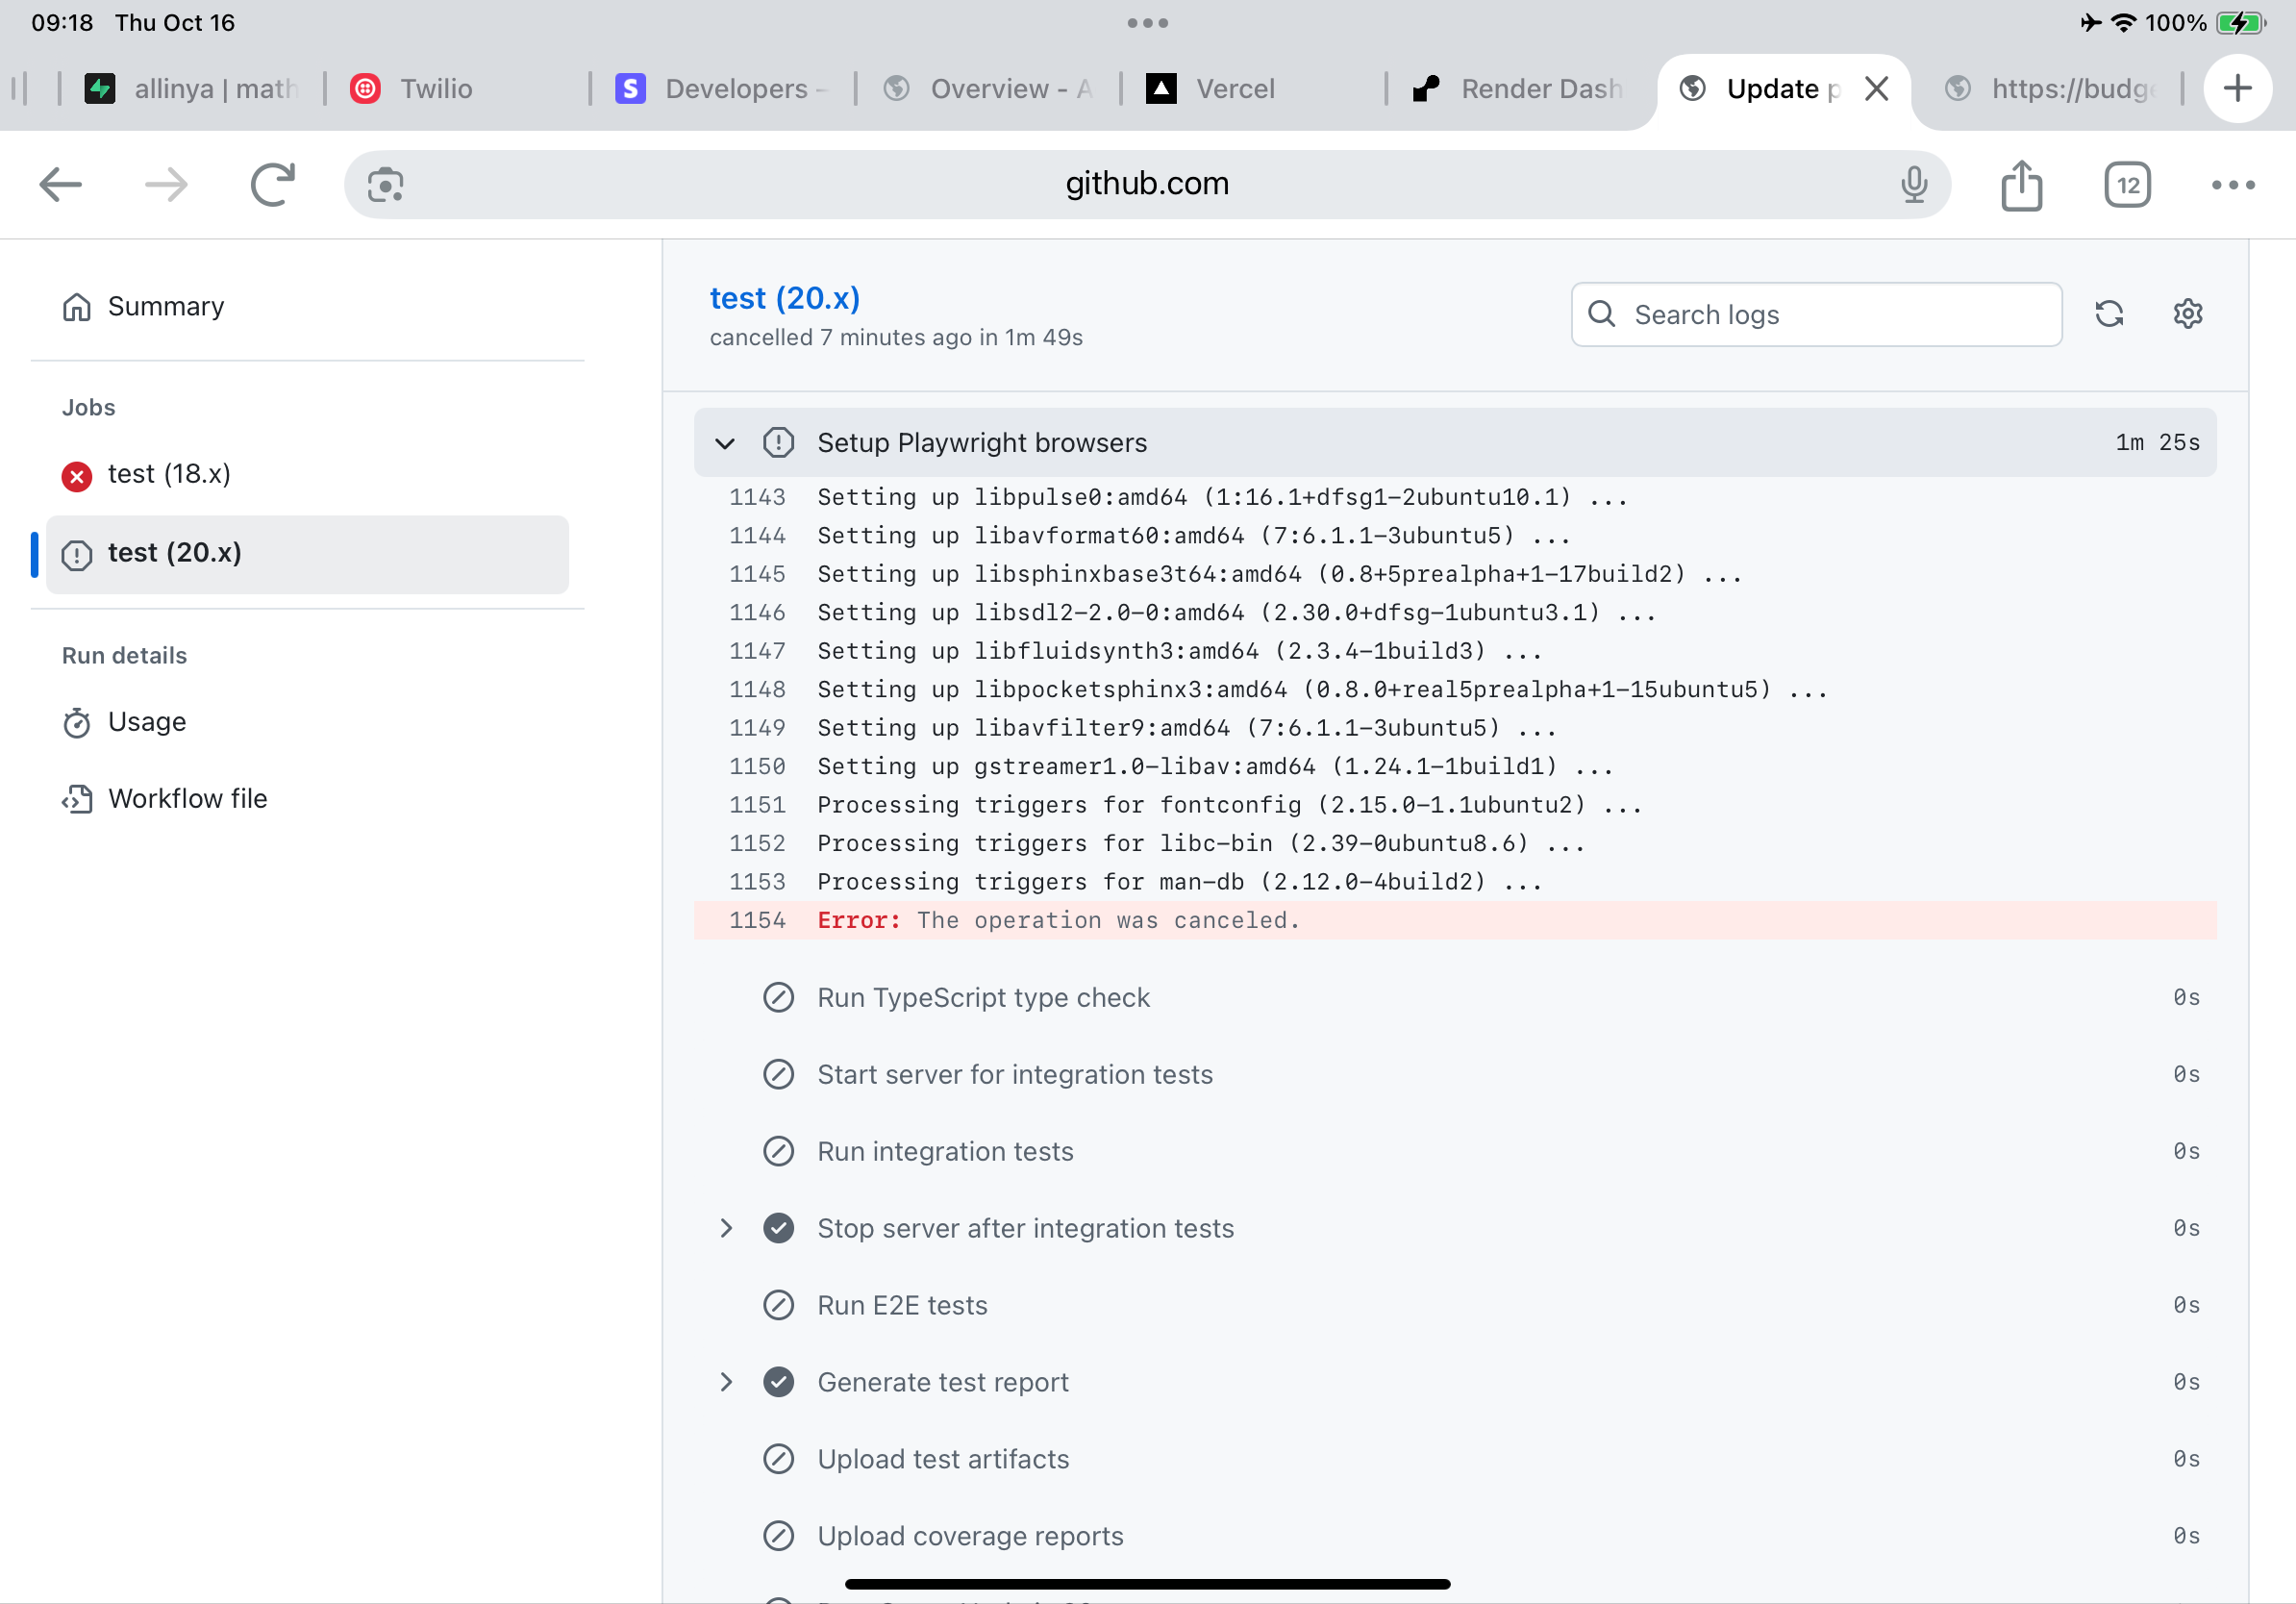 09:18 Thu Oct 16
100%
allinya | math
Twilio
Developers –
Overview - A
Vercel
Render Dash
Update p
https://budge
github.com
12
Summary
Jobs
test (18.x)
test (20.x)
Run details
Usage
Workflow file
test (20.x)
cancelled 7 minutes ago in 1m 49s
Search logs
Setup Playwright browsers 1m 25s
1143 Setting up libpulse0:amd64 (1:16.1+dfsg1-2ubuntu10.1) ...
1144 Setting up libavformat60:amd64 (7:6.1.1-3ubuntu5) ...
1145 Setting up libsphinxbase3t64:amd64 (0.8+5prealpha+1-17build2) ...
1146 Setting up libsdl2-2.0-0:amd64 (2.30.0+dfsg-1ubuntu3.1) ...
1147 Setting up libfluidsynth3:amd64 (2.3.4-1build3) ...
1148 Setting up libpocketsphinx3:amd64 (0.8.0+real5prealpha+1-15ubuntu5) ...
1149 Setting up libavfilter9:amd64 (7:6.1.1-3ubuntu5) ...
1150 Setting up gstreamer1.0-libav:amd64 (1.24.1-1build1) ...
1151 Processing triggers for fontconfig (2.15.0-1.1ubuntu2) ...
1152 Processing triggers for libc-bin (2.39-0ubuntu8.6) ...
1153 Processing triggers for man-db (2.12.0-4build2) ...
1154 Error: The operation was canceled.
Run TypeScript type check 0s
Start server for integration tests 0s
Run integration tests 0s
Stop server after integration tests 0s
Run E2E tests 0s
Generate test report 0s
Upload test artifacts 0s
Upload coverage reports 0s